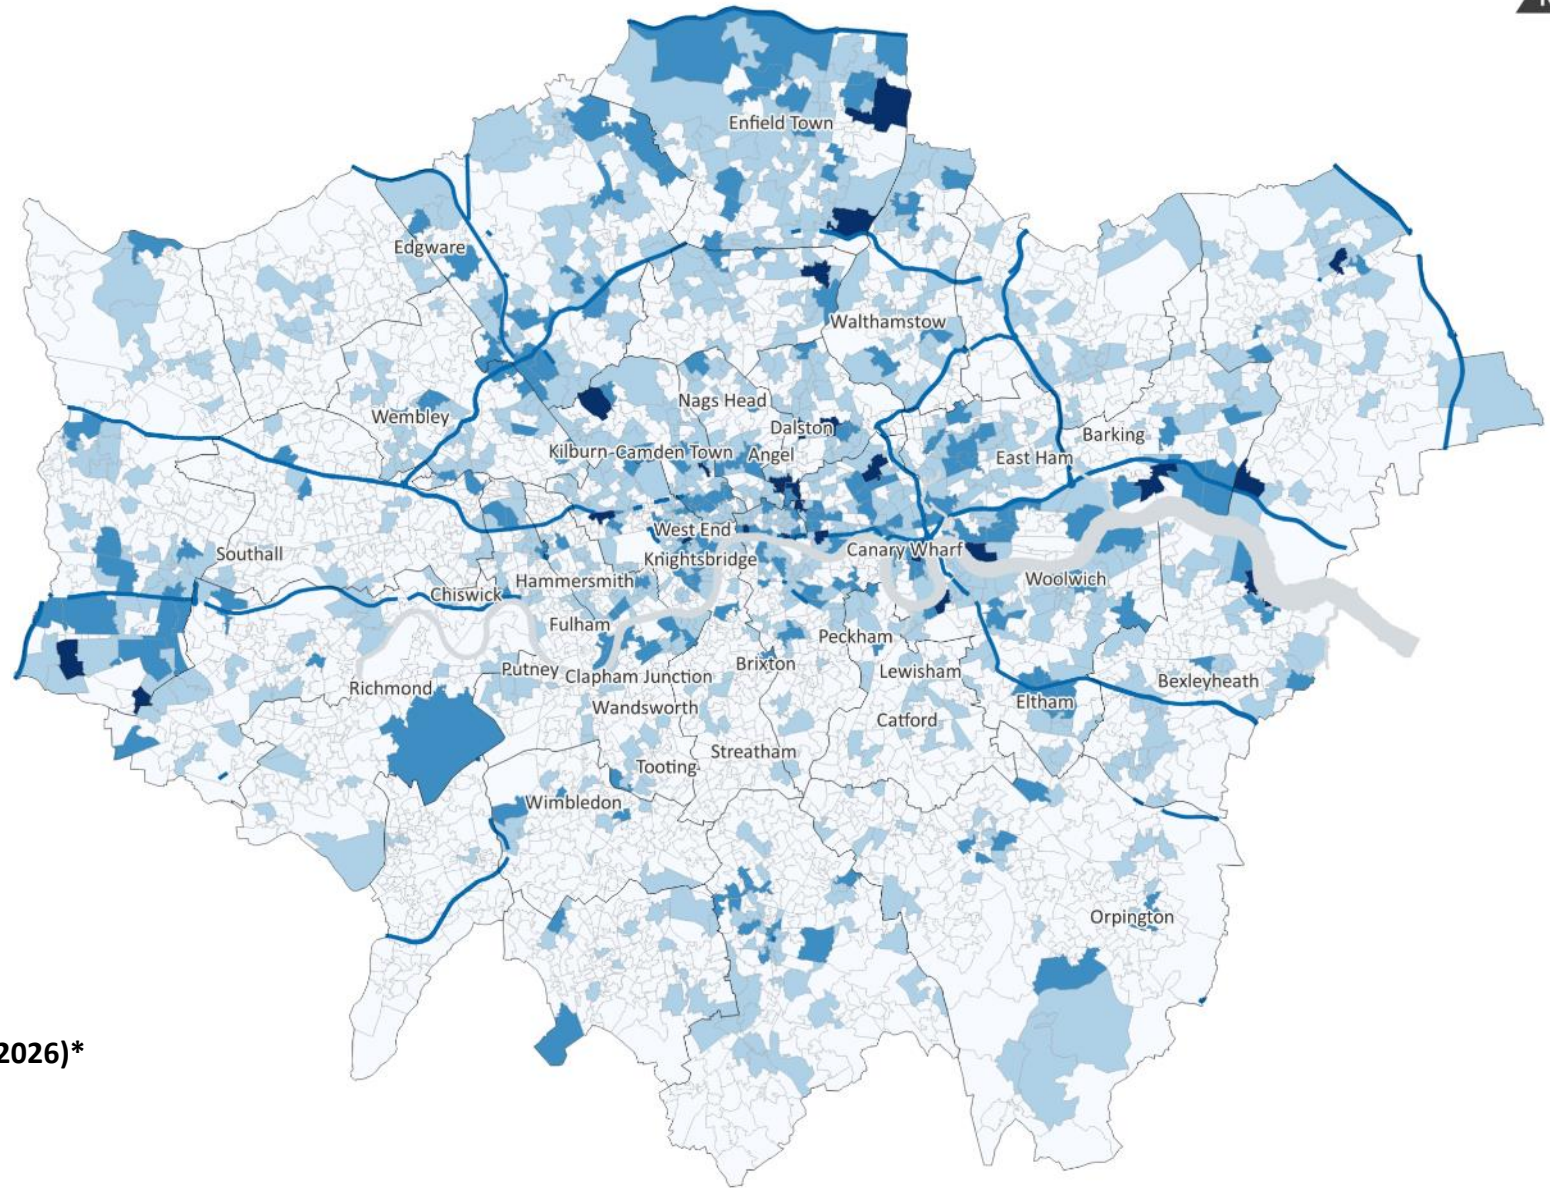 Enfield Town
Edgware
Walthamstow
Wembley
Nags Head
Dalston
Barking
Kilburn
Camden Town
Angel
East Ham
West End
Southall
Knightsbridge
Canary Wharf
Hammersmith
Woolwich
Chiswick
Fulham
Peckham
Putney
Clapham Junction
Brixton
Lewisham
Bexleyheath
Richmond
Eltham
Wandsworth
Catford
Streatham
Tooting
Wimbledon
Orpington
2026)*